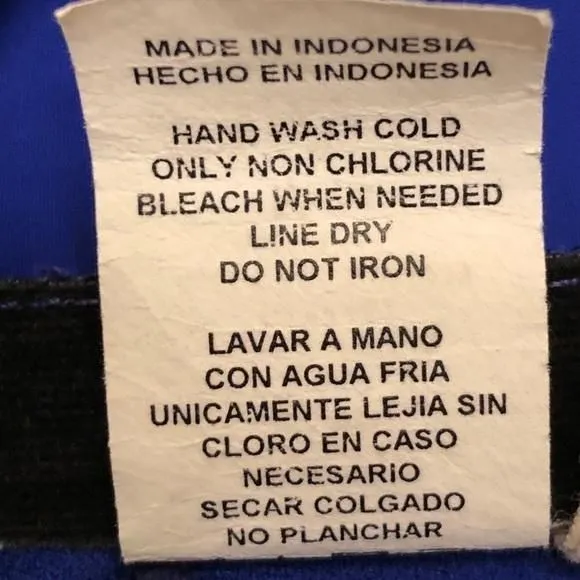 MADE IN INDONESIA
HECHO EN INDONESIA
HAND WASH COLD
ONLY NON CHLORINE
BLEACH WHEN NEEDED
LINE DRY
DO NOT IRON
LAVAR A MANO
CON AGUA FRIA
UNICAMENTE LEJIA SIN
CLORO EN CASO
NECESARIO
SECAR COLGADO
NO PLANCHAR